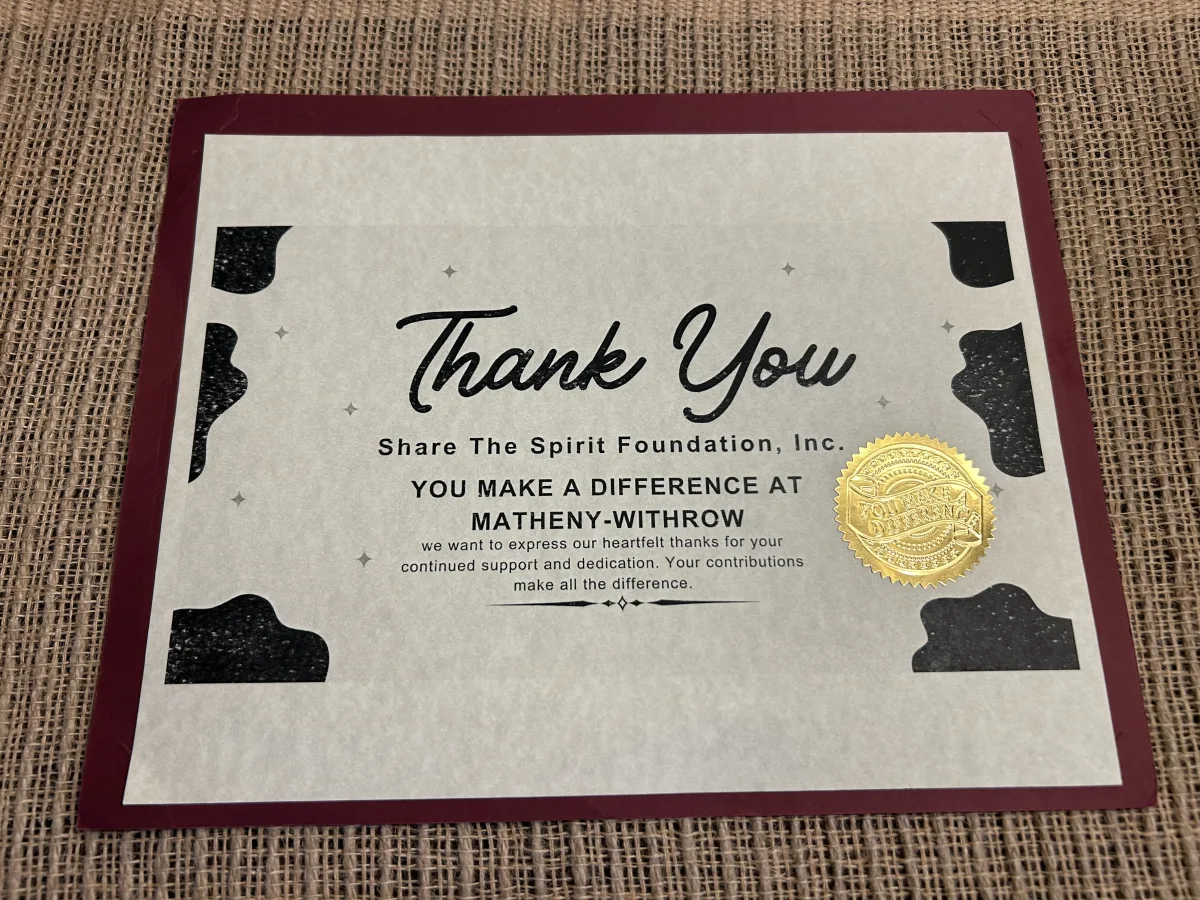 Thank You
Share The Spirit Foundation, Inc.
YOU MAKE A DIFFERENCE AT
MATHENY-WITHROW
we want to express our heartfelt thanks for your
continued support and dedication. Your contributions
make all the difference.
YOU MAKE A
DIFFERENCE